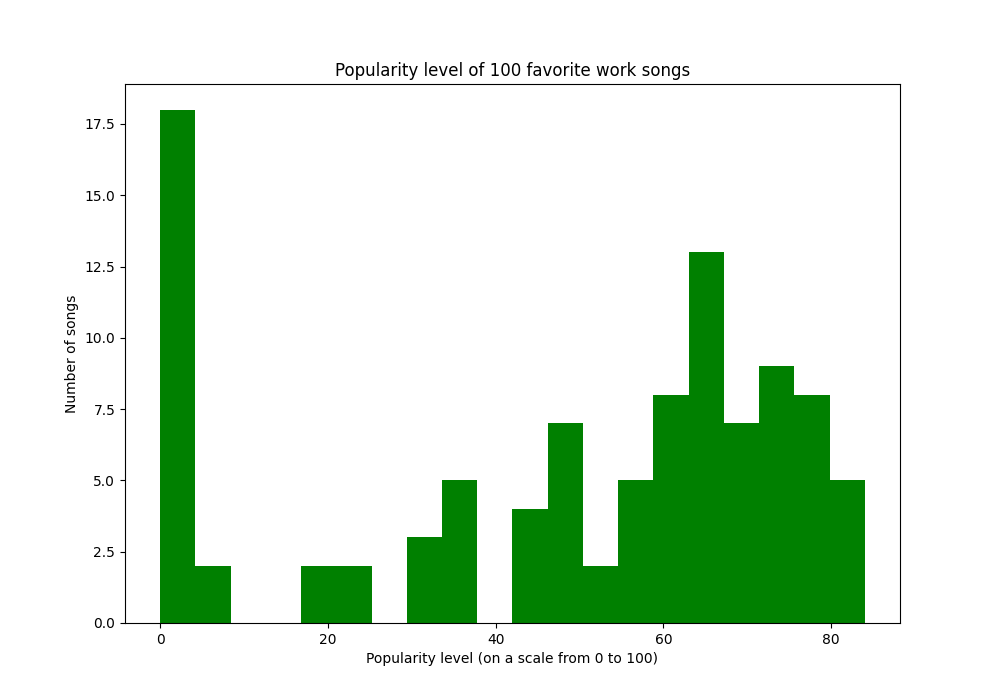 Popularity level of 100 favorite work songs
17.5
15.0
12.5
10.0
7.5
5.0
2.5
0.0
Number of songs
0 20 40 60 80
Popularity level (on a scale from 0 to 100)